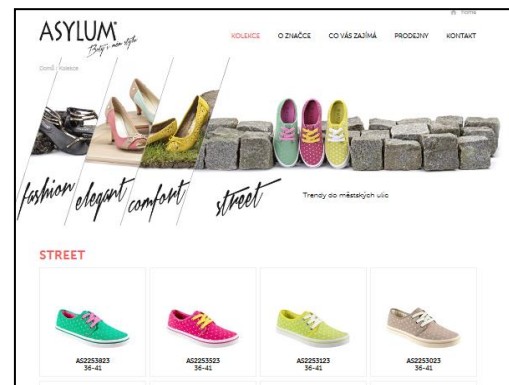 Home
ASYLUM
Boty v mém stylu
KOLEKCE O ZNAČCE CO VÁS ZAJÍMÁ PRODEJNY KONTAKT
Domů / Kolekce
fashion elegant comfort street
Trendy do městských ulic
STREET
AS2253823 AS2253523 AS2253123 AS2253023
36-41 36-41 36-41 36-41